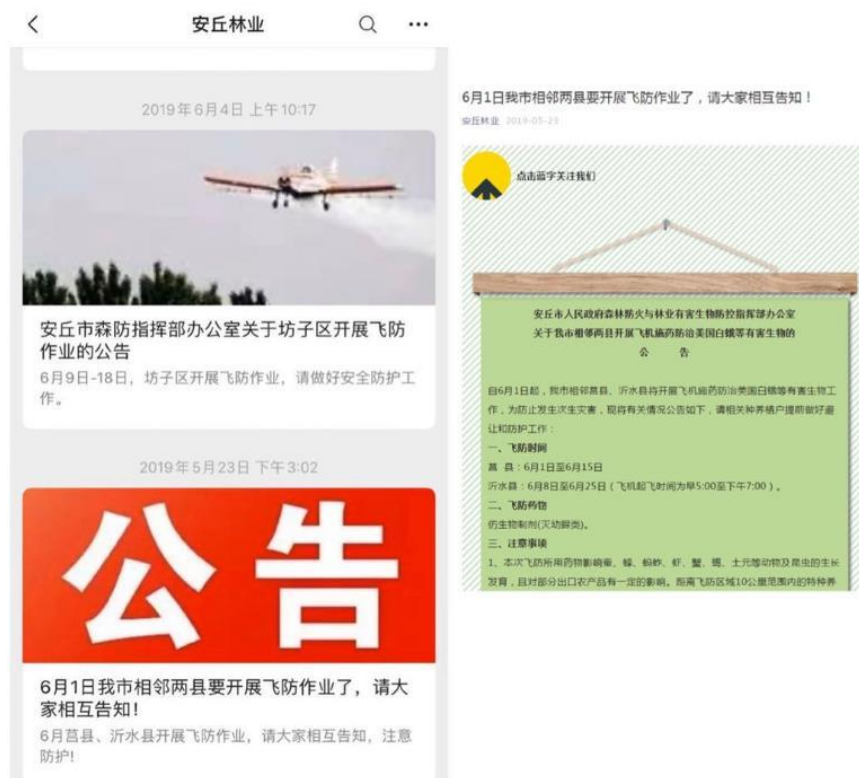 安丘林业
2019年6月4日 上午10:17
安丘市森防指挥部办公室关于坊子区开展飞防
作业的公告
6月9日-18日，坊子区开展飞防作业，请做好安全防护工
作。
2019年5月23日 下午3:02
公告
6月1日我市相邻两县要开展飞防作业了，请大
家相互告知！
6月莒县、沂水县开展飞防作业，请大家相互告知，注意
防护!
6月1日我市相邻两县要开展飞防作业了，请大家相互告知！
安丘林业 2019-05-23
点击蓝字关注我们
安丘市人民政府森林防火与林业有害生物防控指挥部办公室
关于我市相邻两县开展飞机施药防治美国白蛾等有害生物的
公 告
自6月1日起，我市相邻莒县、沂水县将开展飞机施药防治美国白蛾等有害生物工
作，为防止发生次生灾害，现将有关情况公告如下，请相关种养殖户提前做好避
让和防护工作：
一、飞防时间
莒 县：6月1日至6月15日
沂水县：6月8日至6月25日（飞机起飞时间为早5:00至下午7:00）。
二、飞防药物
仿生物制剂(灭幼脲类)。
三、注意事项
1、本次飞防所用药物影响蚕、蜂、蚂蚱、虾、蟹、蝎、土元等动物及昆虫的生长
发育，且对部分出口农产品有一定的影响。距离飞防区域10公里范围内的特种养